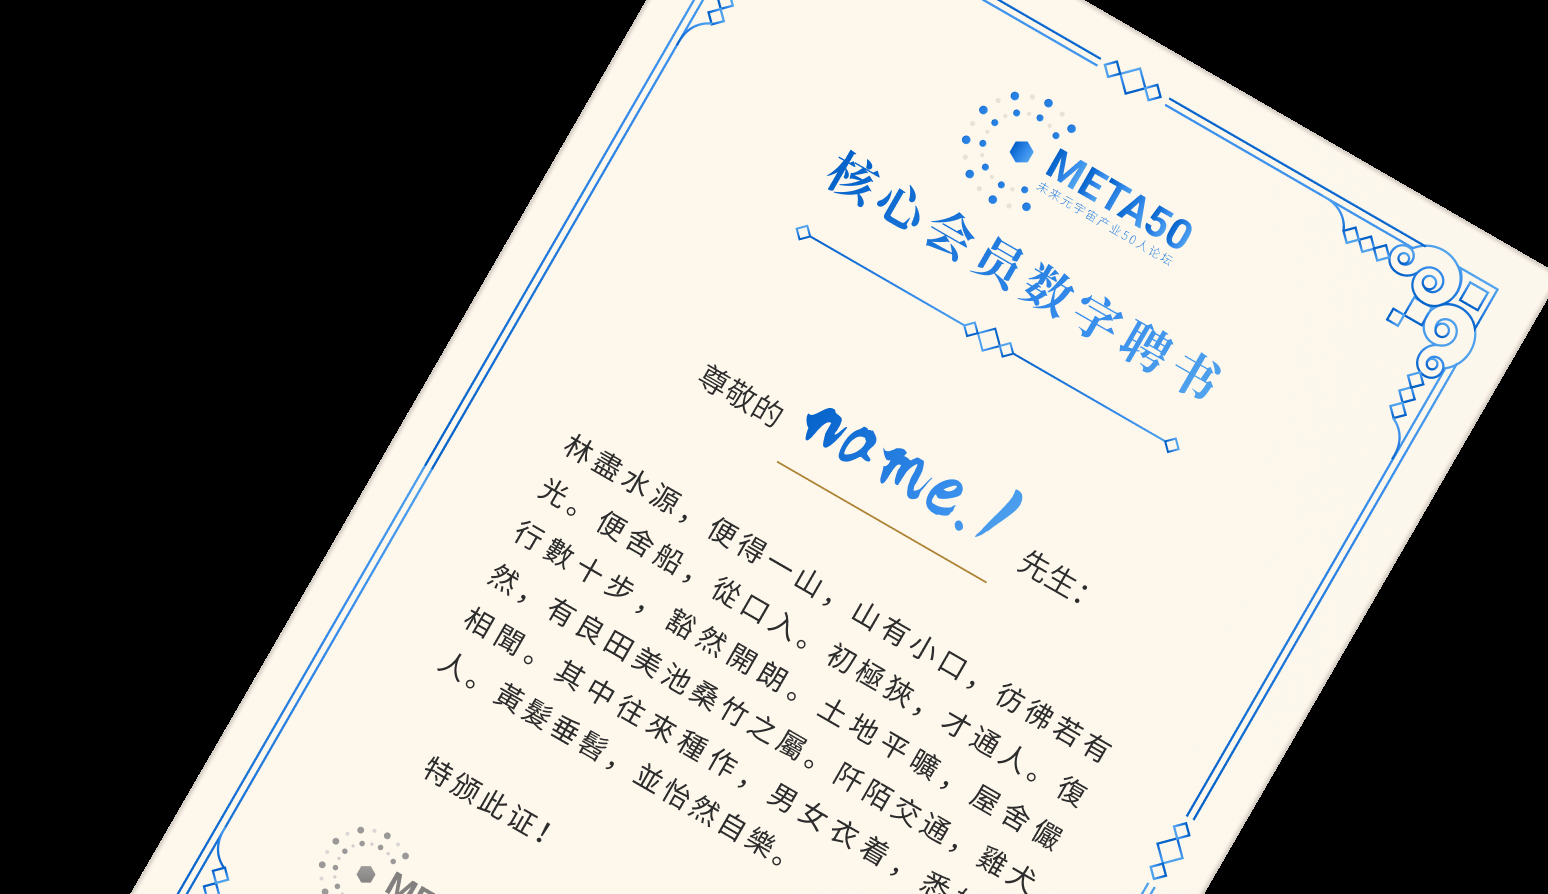 META50
未来元宇宙产业50人论坛
核心会员数字聘书
尊敬的 name! 先生：
林盡水源，便得一山，山有小口，彷彿若有
光。便舍船，從口入。初極狹，才通人。復
行數十步，豁然開朗。土地平曠，屋舍儼
然，有良田美池桑竹之屬。阡陌交通，雞犬
相聞。其中往來種作，男女衣着，悉
人。黃髮垂髫，並怡然自樂。
特颁此证！